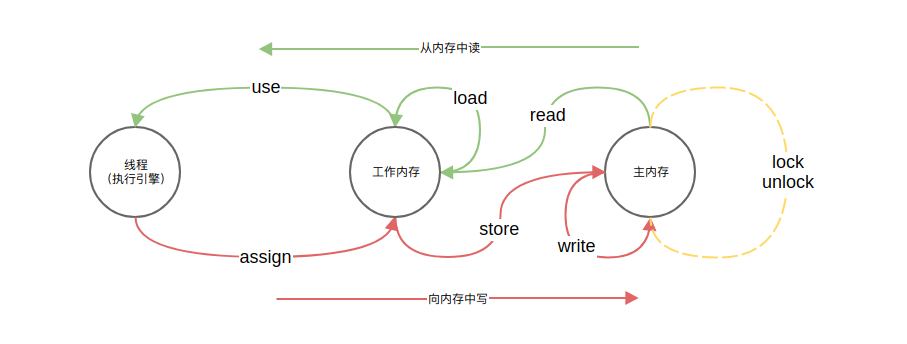 从内存中读
use
load
read
线程
(执行引擎)
工作内存
主内存
lock
unlock
assign
store
write
向内存中写